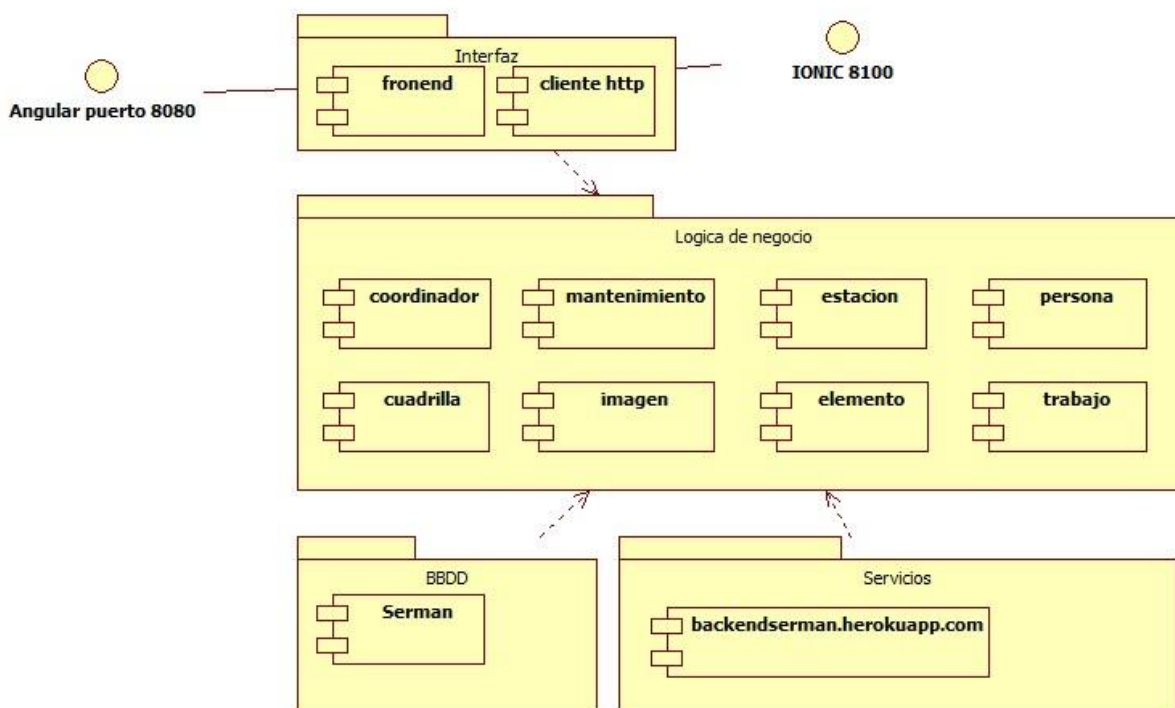 Interfaz
fronend
cliente http
Angular puerto 8080
IONIC 8100
Logica de negocio
coordinador
mantenimiento
estacion
persona
cuadrilla
imagen
elemento
trabajo
BBDD
Serman
Servicios
backendserman.herokuapp.com